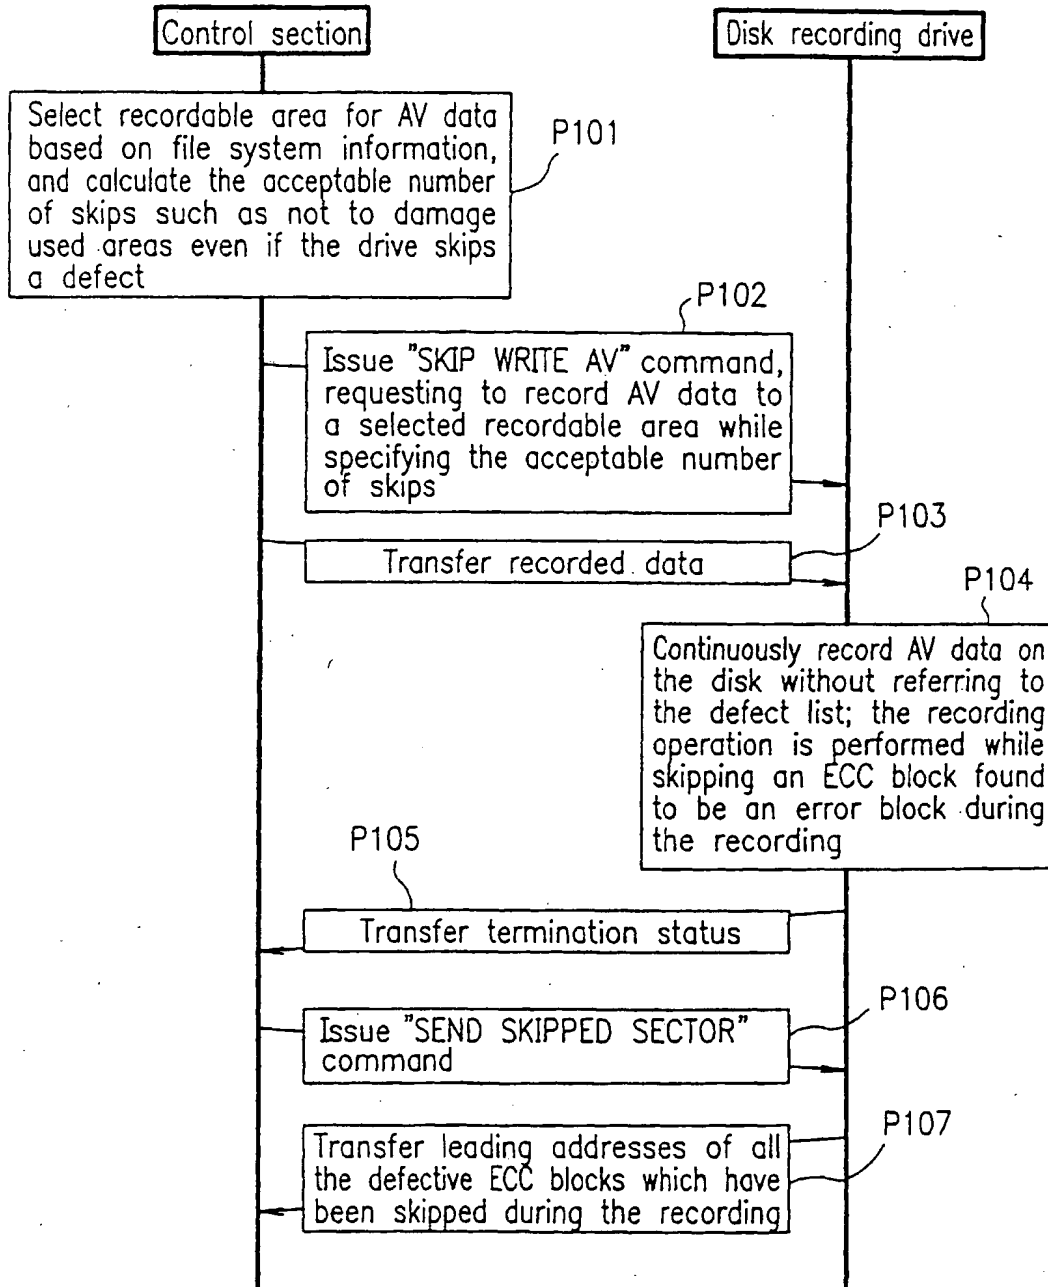 Control section
Disk recording drive
Select recordable area for AV data
based on file system information,
and calculate the acceptable number
of skips such as not to damage
used areas even if the drive skips
a defect
P101
P102
Issue "SKIP WRITE AV" command,
requesting to record AV data to
a selected recordable area while
specifying the acceptable number
of skips
P103
Transfer recorded data
P104
Continuously record AV data on
the disk without referring to
the defect list; the recording
operation is performed while
skipping an ECC block found
to be an error block during
the recording
P105
Transfer termination status
P106
Issue "SEND SKIPPED SECTOR"
command
P107
Transfer leading addresses of all
the defective ECC blocks which have
been skipped during the recording